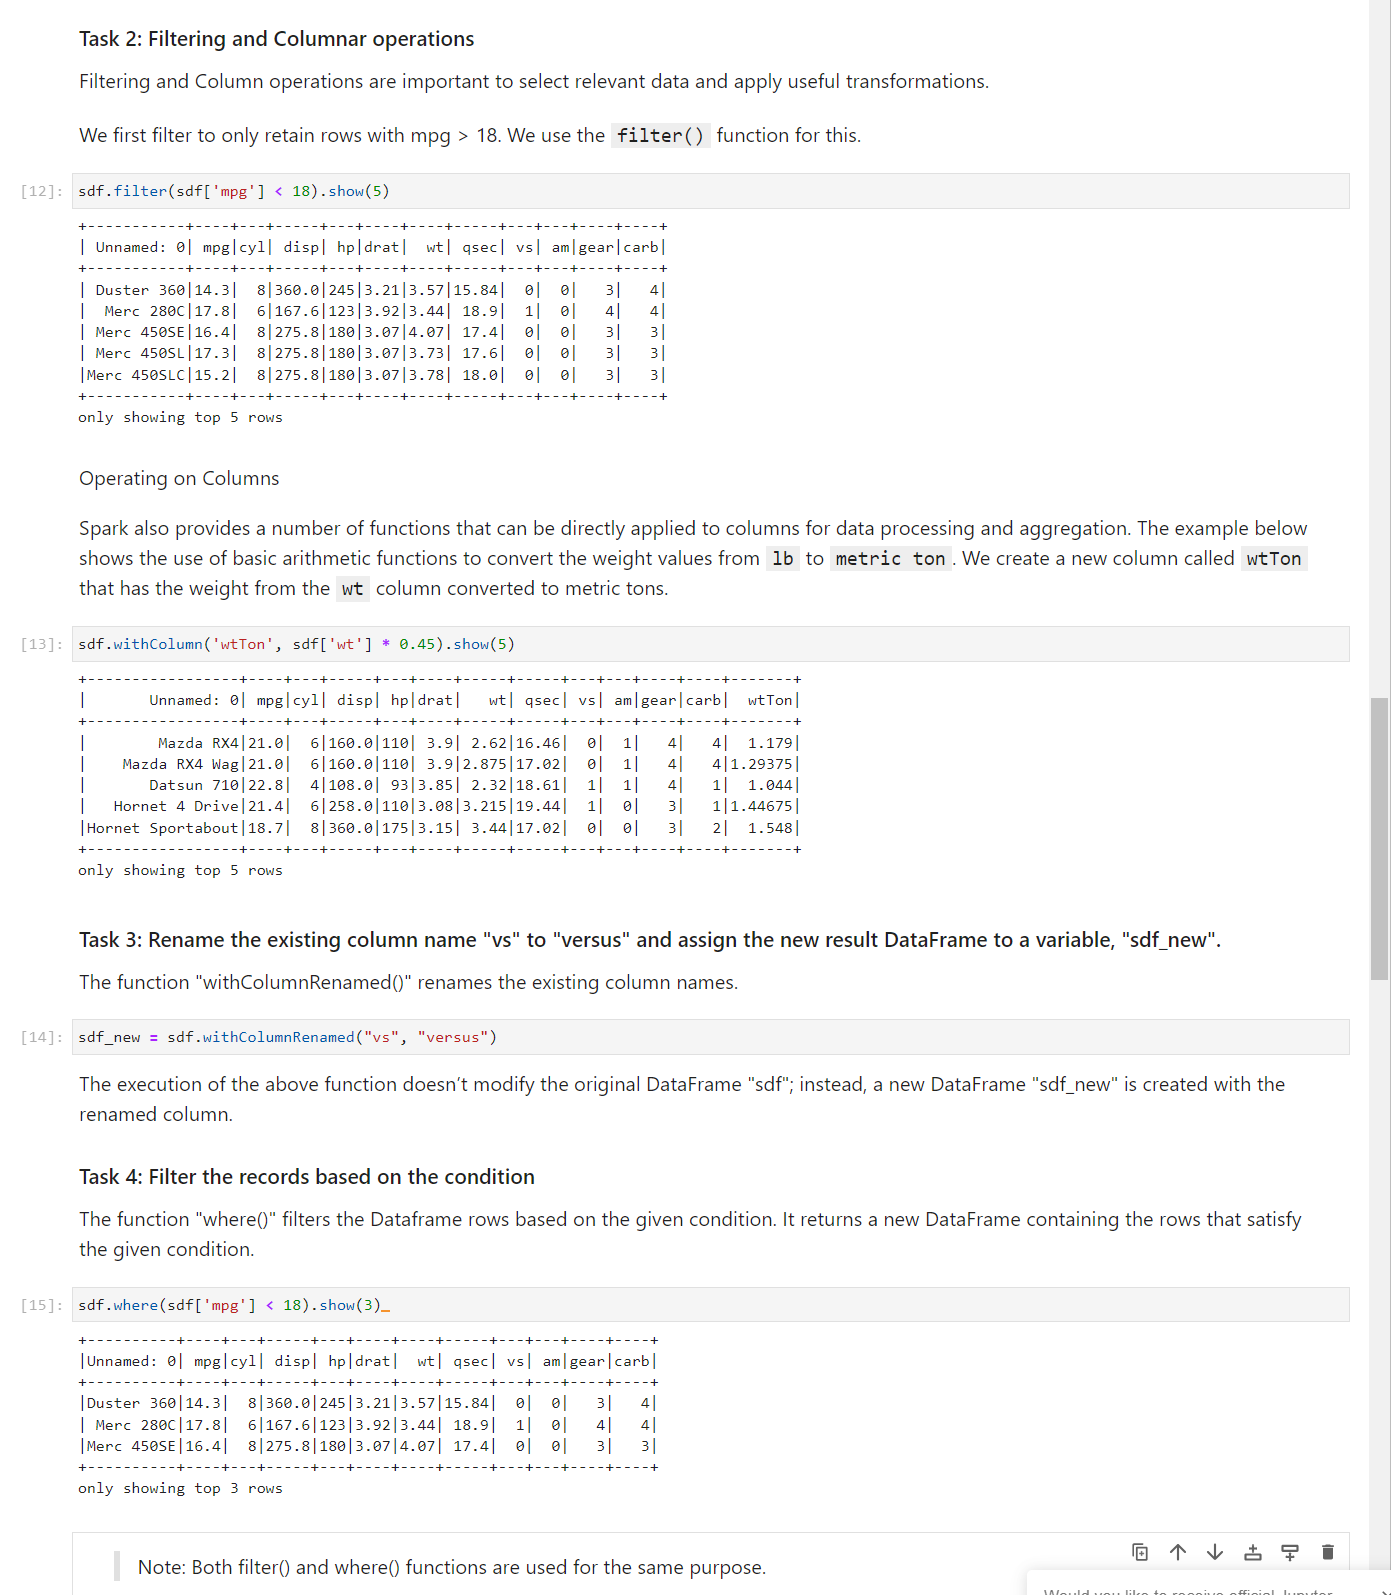 Task 2: Filtering and Columnar operations
Filtering and Column operations are important to select relevant data and apply useful transformations.
We first filter to only retain rows with mpg > 18. We use the filter() function for this.
[12]: sdf.filter(sdf['mpg'] < 18).show(5)
+-----------+----+---+-----+---+----+----+-----+---+---+----+----+
| Unnamed: 0| mpg|cyl| disp| hp|drat|  wt| qsec| vs| am|gear|carb|
+-----------+----+---+-----+---+----+----+-----+---+---+----+----+
| Duster 360|14.3|  8|360.0|245|3.21|3.57|15.84|  0|  0|   3|   4|
|  Merc 280C|17.8|  6|167.6|123|3.92|3.44| 18.9|  1|  0|   4|   4|
| Merc 450SE|16.4|  8|275.8|180|3.07|4.07| 17.4|  0|  0|   3|   3|
| Merc 450SL|17.3|  8|275.8|180|3.07|3.73| 17.6|  0|  0|   3|   3|
|Merc 450SLC|15.2|  8|275.8|180|3.07|3.78| 18.0|  0|  0|   3|   3|
+-----------+----+---+-----+---+----+----+-----+---+---+----+----+
only showing top 5 rows
Operating on Columns
Spark also provides a number of functions that can be directly applied to columns for data processing and aggregation. The example below
shows the use of basic arithmetic functions to convert the weight values from lb to metric ton . We create a new column called wtTon
that has the weight from the wt column converted to metric tons.
[13]: sdf.withColumn('wtTon', sdf['wt'] * 0.45).show(5)
+-----------------+----+---+-----+---+----+-----+-----+---+---+----+----+-------+
|       Unnamed: 0| mpg|cyl| disp| hp|drat|   wt| qsec| vs| am|gear|carb|  wtTon|
+-----------------+----+---+-----+---+----+-----+-----+---+---+----+----+-------+
|        Mazda RX4|21.0|  6|160.0|110| 3.9| 2.62|16.46|  0|  1|   4|   4|  1.179|
|    Mazda RX4 Wag|21.0|  6|160.0|110| 3.9|2.875|17.02|  0|  1|   4|   4|1.29375|
|       Datsun 710|22.8|  4|108.0| 93|3.85| 2.32|18.61|  1|  1|   4|   1|  1.044|
|   Hornet 4 Drive|21.4|  6|258.0|110|3.08|3.215|19.44|  1|  0|   3|   1|1.44675|
|Hornet Sportabout|18.7|  8|360.0|175|3.15| 3.44|17.02|  0|  0|   3|   2|  1.548|
+-----------------+----+---+-----+---+----+-----+-----+---+---+----+----+-------+
only showing top 5 rows
Task 3: Rename the existing column name "vs" to "versus" and assign the new result DataFrame to a variable, "sdf_new".
The function "withColumnRenamed()" renames the existing column names.
[14]: sdf_new = sdf.withColumnRenamed("vs", "versus")
The execution of the above function doesn't modify the original DataFrame "sdf"; instead, a new DataFrame "sdf_new" is created with the
renamed column.
Task 4: Filter the records based on the condition
The function "where()" filters the Dataframe rows based on the given condition. It returns a new DataFrame containing the rows that satisfy
the given condition.
[15]: sdf.where(sdf['mpg'] < 18).show(3)_
+----------+----+---+-----+---+----+----+-----+---+---+----+----+
|Unnamed: 0| mpg|cyl| disp| hp|drat|  wt| qsec| vs| am|gear|carb|
+----------+----+---+-----+---+----+----+-----+---+---+----+----+
|Duster 360|14.3|  8|360.0|245|3.21|3.57|15.84|  0|  0|   3|   4|
| Merc 280C|17.8|  6|167.6|123|3.92|3.44| 18.9|  1|  0|   4|   4|
|Merc 450SE|16.4|  8|275.8|180|3.07|4.07| 17.4|  0|  0|   3|   3|
+----------+----+---+-----+---+----+----+-----+---+---+----+----+
only showing top 3 rows
Note: Both filter() and where() functions are used for the same purpose.
Would you like to receive official Jupyter